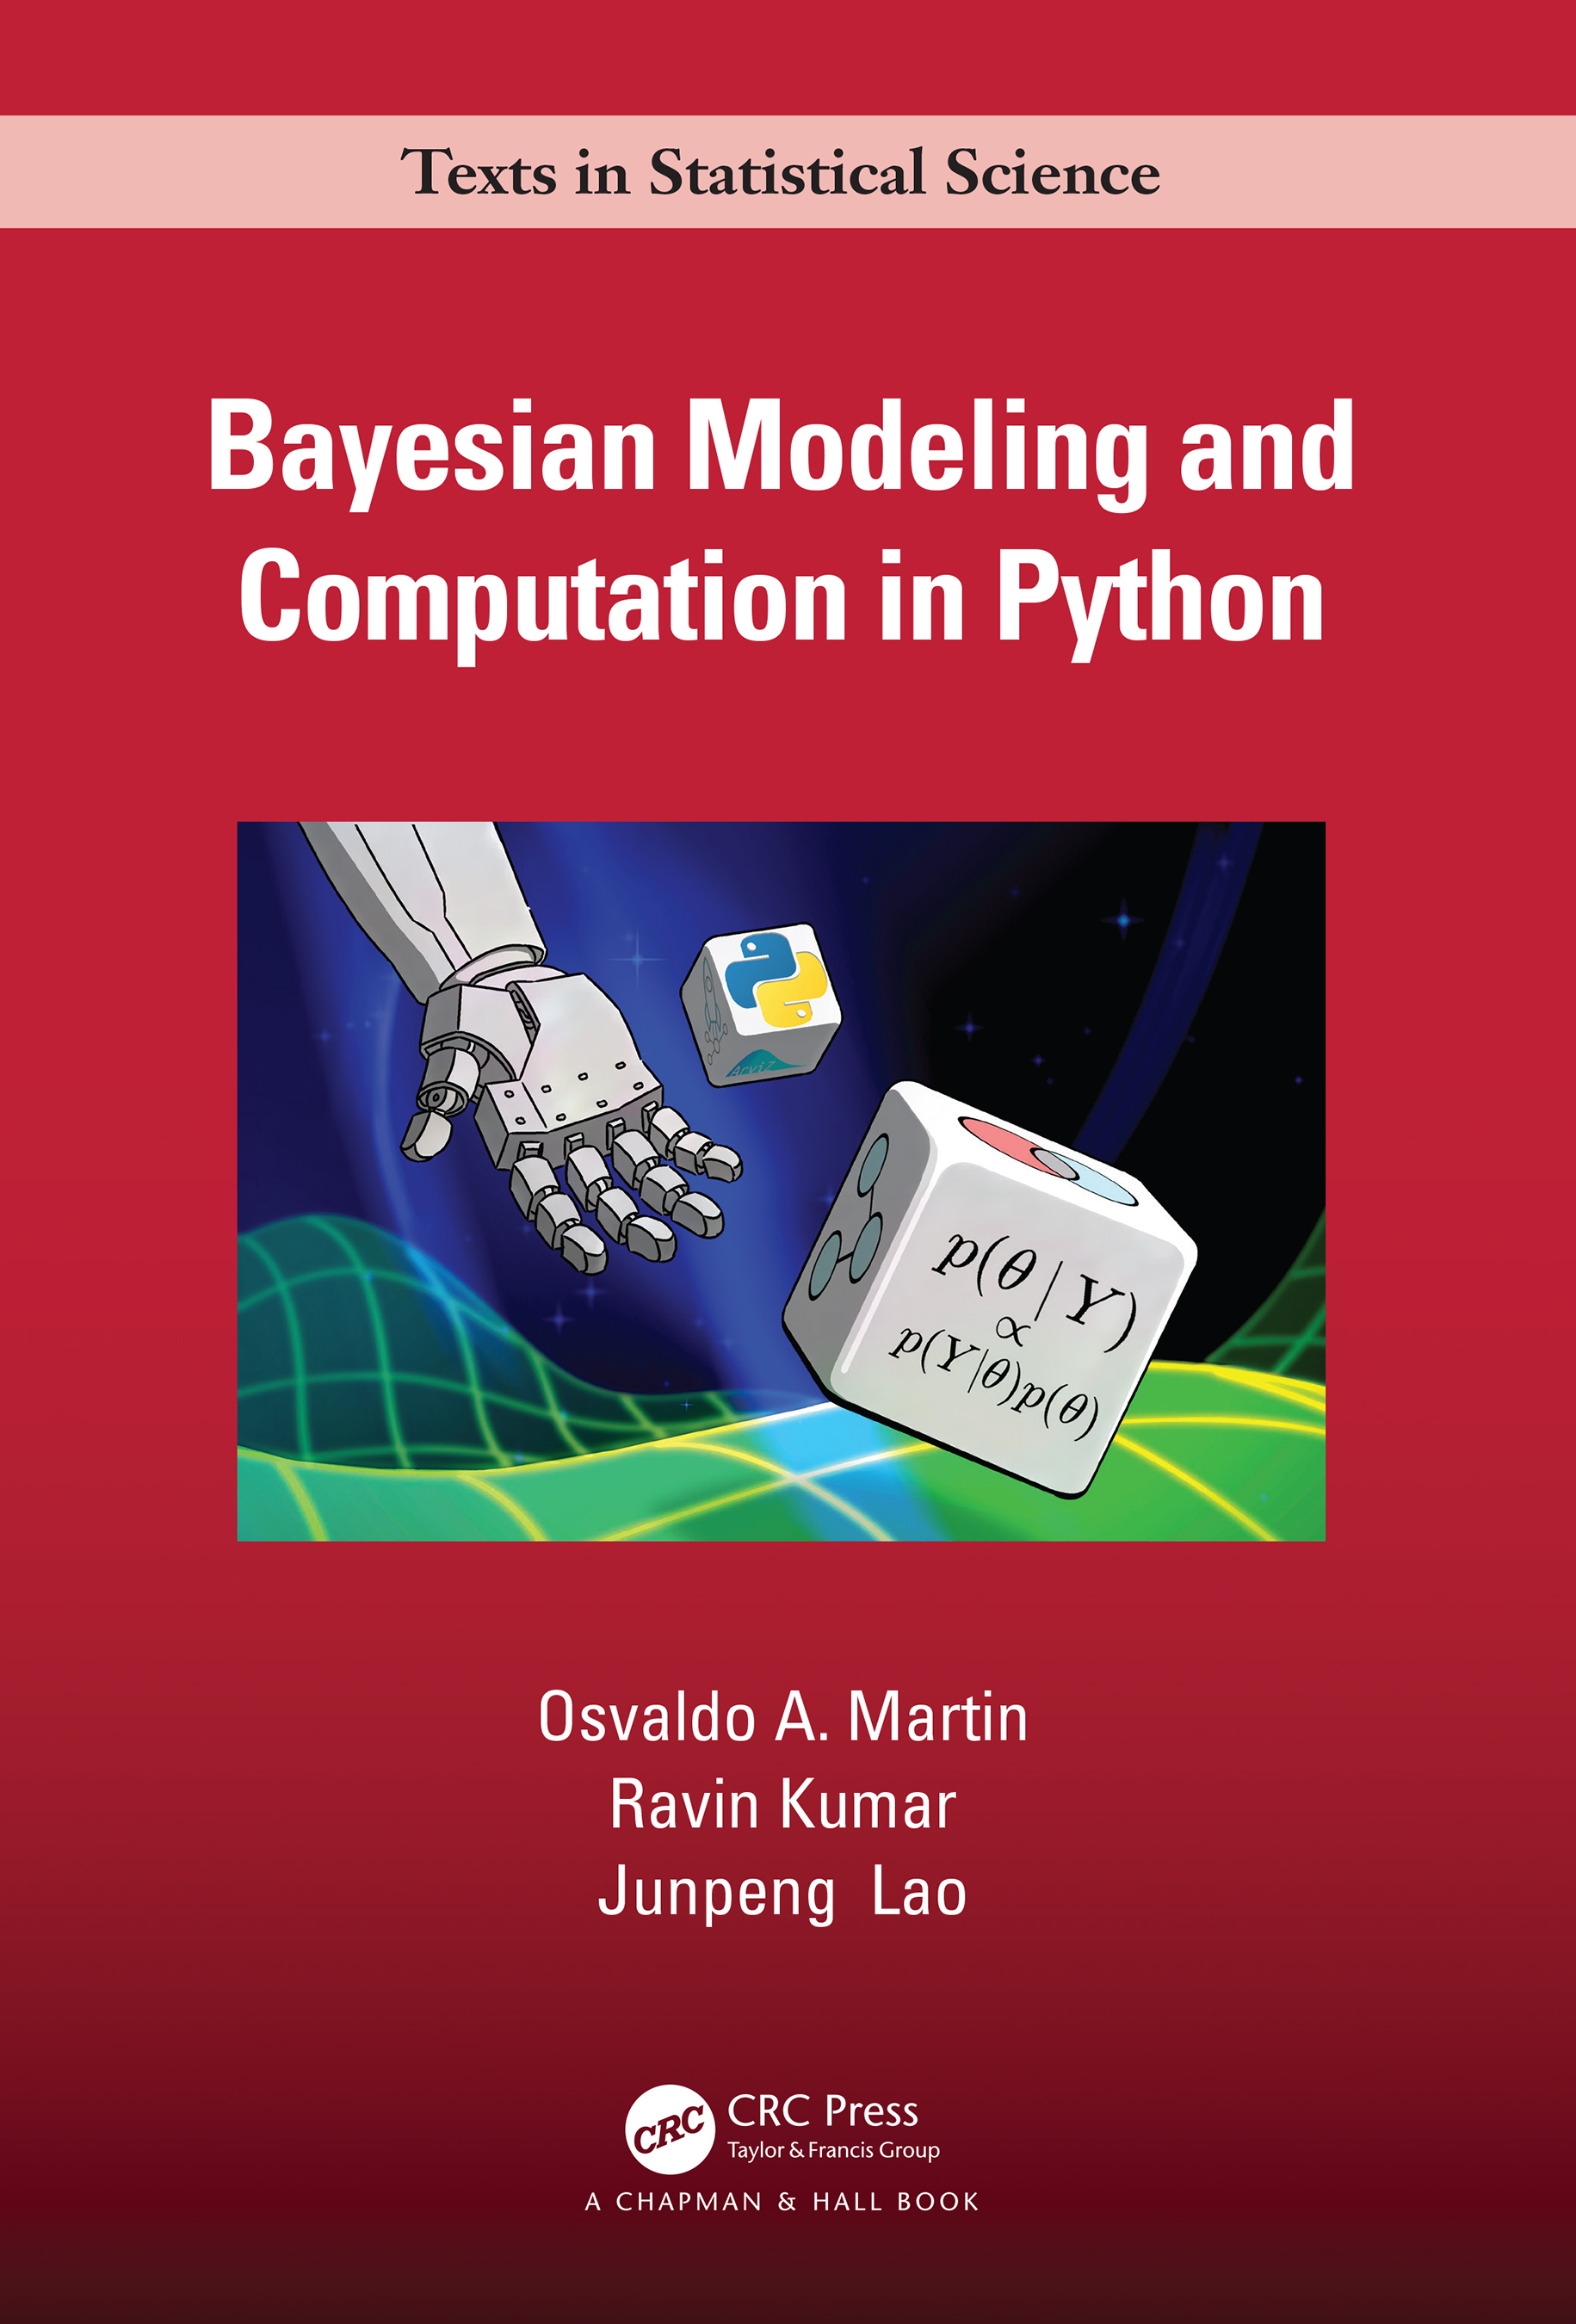 Texts in Statistical Science
Bayesian Modeling and
Computation in Python
ArviZ
p(θ | Y)
∝
p(Y|θ)p(θ)
Osvaldo A. Martin
Ravin Kumar
Junpeng Lao
CRC
CRC Press
Taylor & Francis Group
A CHAPMAN & HALL BOOK